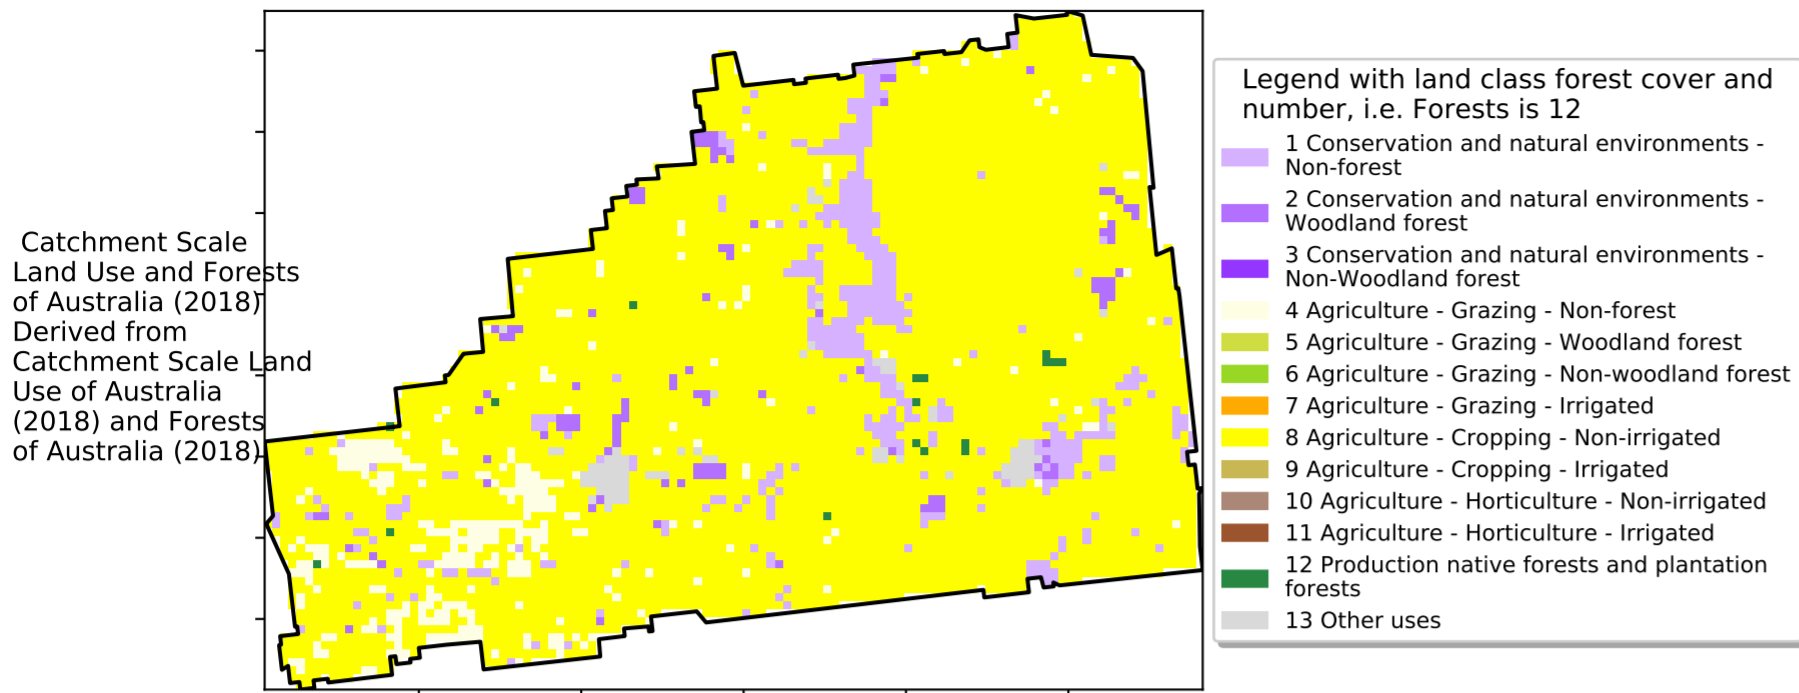 Catchment Scale
Land Use and Forests
of Australia (2018)
Derived from
Catchment Scale Land
Use of Australia
(2018) and Forests
of Australia (2018)
Legend with land class forest cover and
number, i.e. Forests is 12
1 Conservation and natural environments -
Non-forest
2 Conservation and natural environments -
Woodland forest
3 Conservation and natural environments -
Non-Woodland forest
4 Agriculture - Grazing - Non-forest
5 Agriculture - Grazing - Woodland forest
6 Agriculture - Grazing - Non-woodland forest
7 Agriculture - Grazing - Irrigated
8 Agriculture - Cropping - Non-irrigated
9 Agriculture - Cropping - Irrigated
10 Agriculture - Horticulture - Non-irrigated
11 Agriculture - Horticulture - Irrigated
12 Production native forests and plantation
forests
13 Other uses